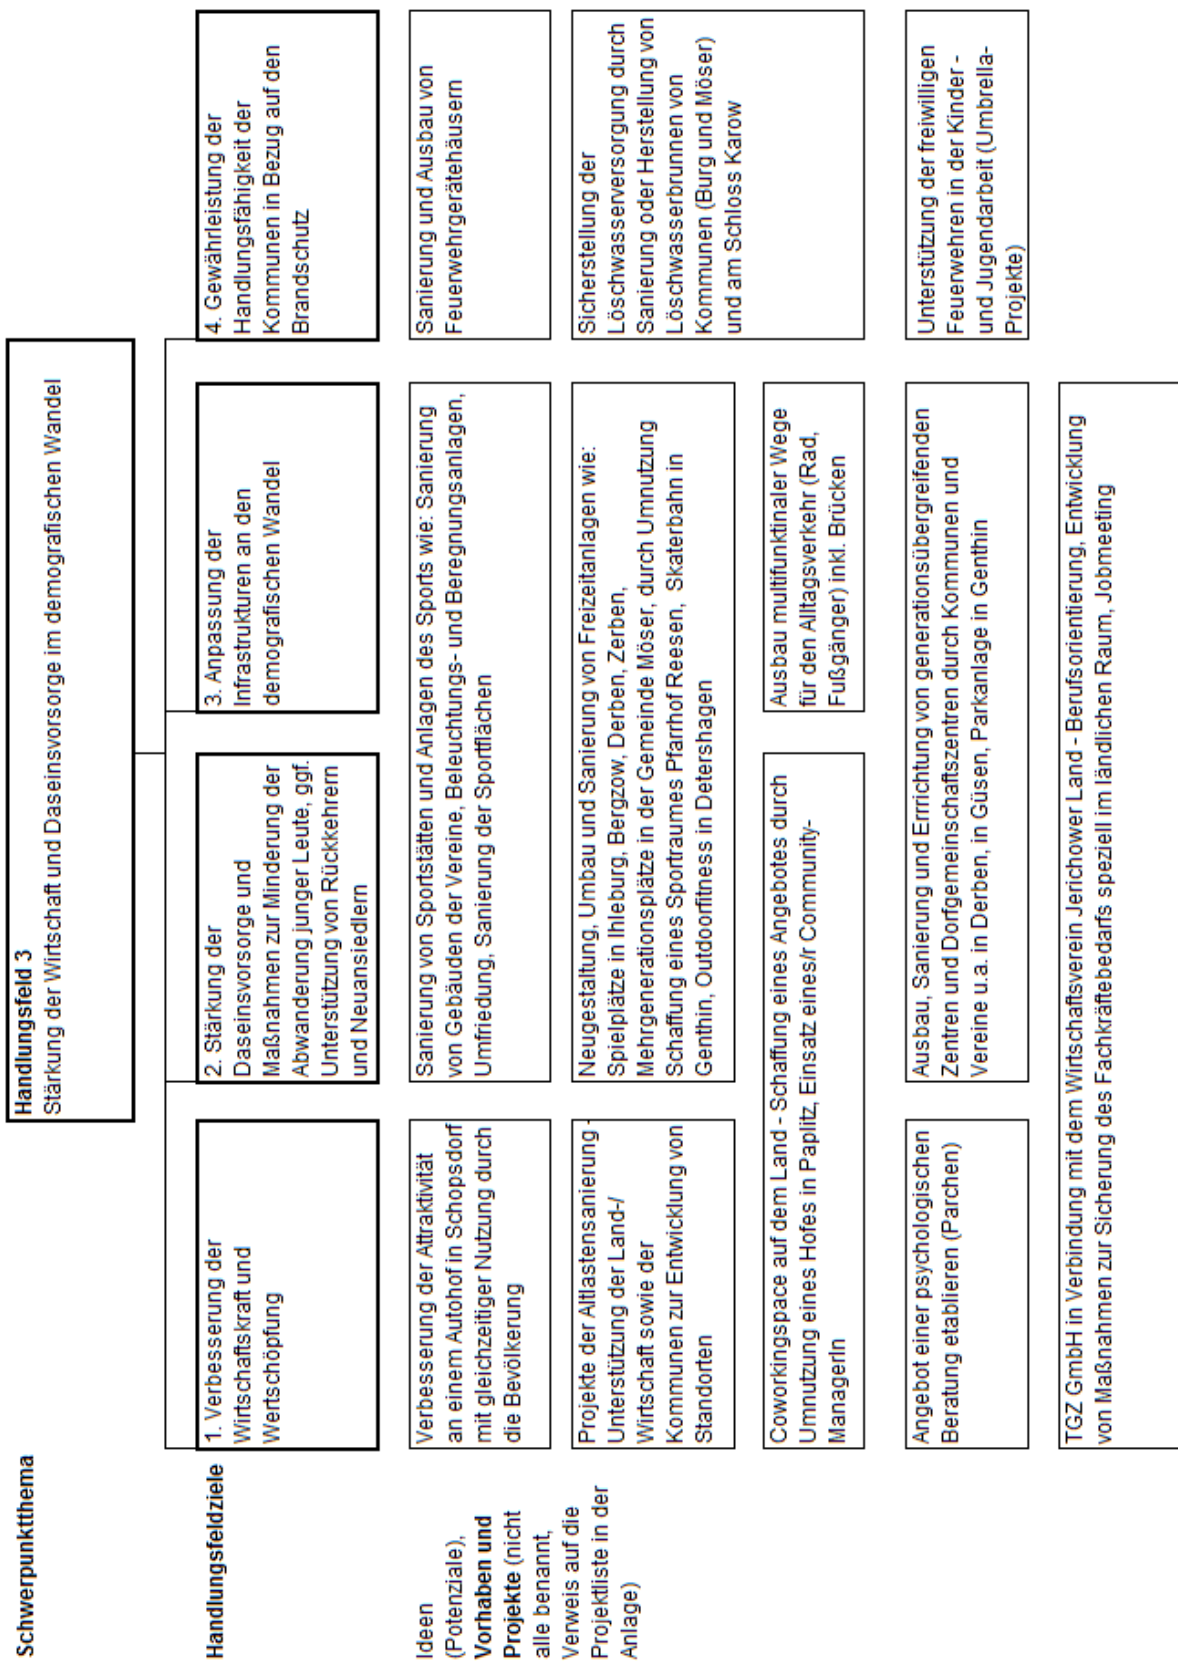 Schwerpunktthema
Handlungsfeld 3
Stärkung der Wirtschaft und Daseinsvorsorge im demografischen Wandel
Handlungsfeldziele
1. Verbesserung der
Wirtschaftskraft und
Wertschöpfung
2. Stärkung der
Daseinsvorsorge und
Maßnahmen zur Minderung der
Abwanderung junger Leute, ggf.
Unterstützung von Rückkehrern
und Neuansiedlern
3. Anpassung der
Infrastrukturen an den
demografischen Wandel
4. Gewährleistung der
Handlungsfähigkeit der
Kommunen in Bezug auf den
Brandschutz
Ideen
(Potenziale),
Vorhaben und
Projekte (nicht
alle benannt,
Verweis auf die
Projektliste in der
Anlage)
Verbesserung der Attraktivität
an einem Autohof in Schopsdorf
mit gleichzeitiger Nutzung durch
die Bevölkerung
Sanierung von Sportstätten und Anlagen des Sports wie: Sanierung
von Gebäuden der Vereine, Beleuchtungs- und Beregnungsanlagen,
Umfriedung, Sanierung der Sportflächen
Sanierung und Ausbau von
Feuerwehrgerätehäusern
Projekte der Altlastensanierung -
Unterstützung der Land-/
Wirtschaft sowie der
Kommunen zur Entwicklung von
Standorten
Neugestaltung, Umbau und Sanierung von Freizeitanlagen wie:
Spielplätze in Ihleburg, Bergzow, Derben, Zerben,
Mehrgenerationsplätze in der Gemeinde Möser, durch Umnutzung
Schaffung eines Sportraumes Pfarrhof Reesen, Skaterbahn in
Genthin, Outdoorfitness in Detershagen
Sicherstellung der
Löschwasserversorgung durch
Sanierung oder Herstellung von
Löschwasserbrunnen von
Kommunen (Burg und Möser)
und am Schloss Karow
Coworkingspace auf dem Land - Schaffung eines Angebotes durch
Umnutzung eines Hofes in Paplitz, Einsatz eines/r Community-
ManagerIn
Ausbau multifunktinaler Wege
für den Alltagsverkehr (Rad,
Fußgänger) inkl. Brücken
Angebot einer psychologischen
Beratung etablieren (Parchen)
Ausbau, Sanierung und Errrichtung von generationsübergreifenden
Zentren und Dorfgemeinschaftszentren durch Kommunen und
Vereine u.a. in Derben, in Güsen, Parkanlage in Genthin
Unterstützung der freiwilligen
Feuerwehren in der Kinder -
und Jugendarbeit (Umbrella-
Projekte)
TGZ GmbH in Verbindung mit dem Wirtschaftsverein Jerichower Land - Berufsorientierung, Entwicklung
von Maßnahmen zur Sicherung des Fachkräftebedarfs speziell im ländlichen Raum, Jobmeeting